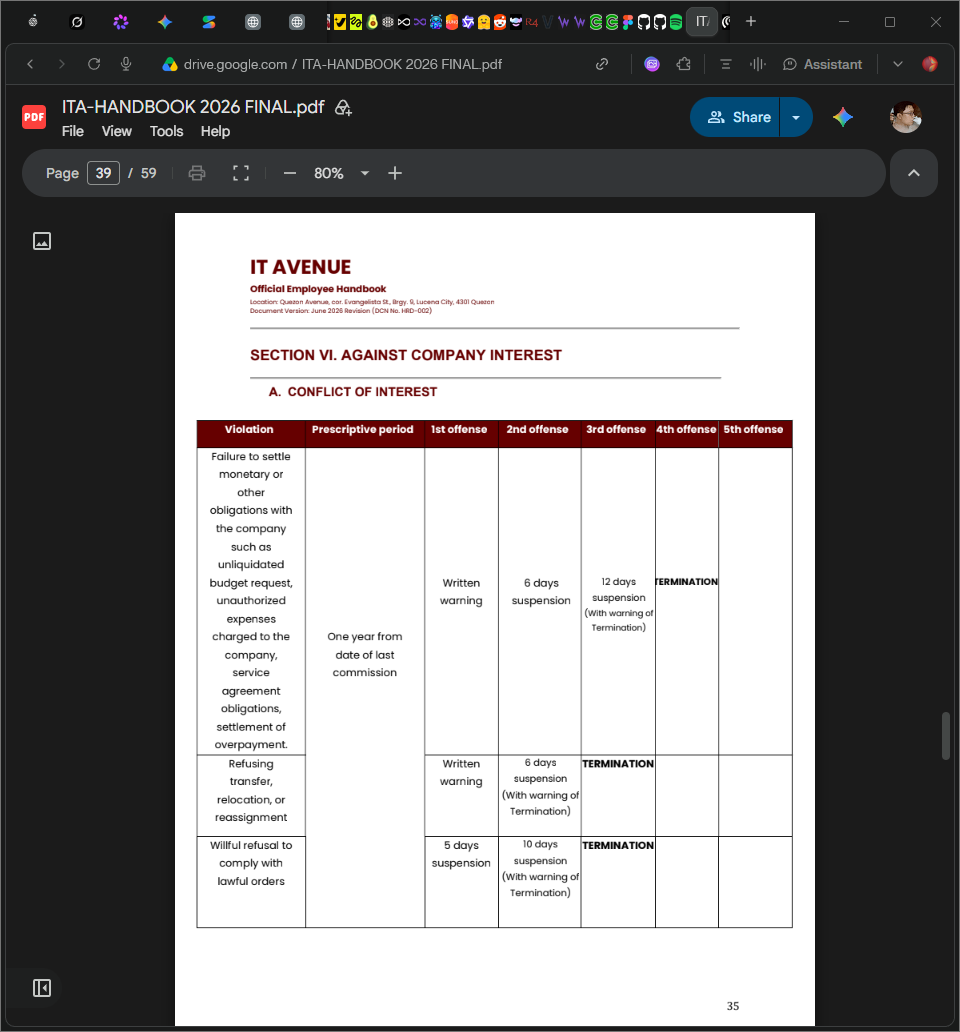 drive.google.com / ITA-HANDBOOK 2026 FINAL.pdf
Assistant
ITA-HANDBOOK 2026 FINAL.pdf
File View Tools Help
Share
Page 39 / 59
80%
IT AVENUE
Official Employee Handbook
Location: Quezon Avenue, cor. Evangelista St., Brgy. 9, Lucena City, 4301 Quezon
Document Version: June 2026 Revision (DCN No. HRD-002)
SECTION VI. AGAINST COMPANY INTEREST
A. CONFLICT OF INTEREST
Violation Prescriptive period 1st offense 2nd offense 3rd offense 4th offense 5th offense
Failure to settle
monetary or
other
obligations with
the company
such as
unliquidated
budget request,
unauthorized
expenses
charged to the
company,
service
agreement
obligations,
settlement of
overpayment.
One year from
date of last
commission
Written
warning
6 days
suspension
12 days
suspension
(With warning of
Termination)
TERMINATION
Refusing
transfer,
relocation, or
reassignment
Written
warning
6 days
suspension
(With warning of
Termination)
TERMINATION
Willful refusal to
comply with
lawful orders
5 days
suspension
10 days
suspension
(With warning of
Termination)
TERMINATION
35